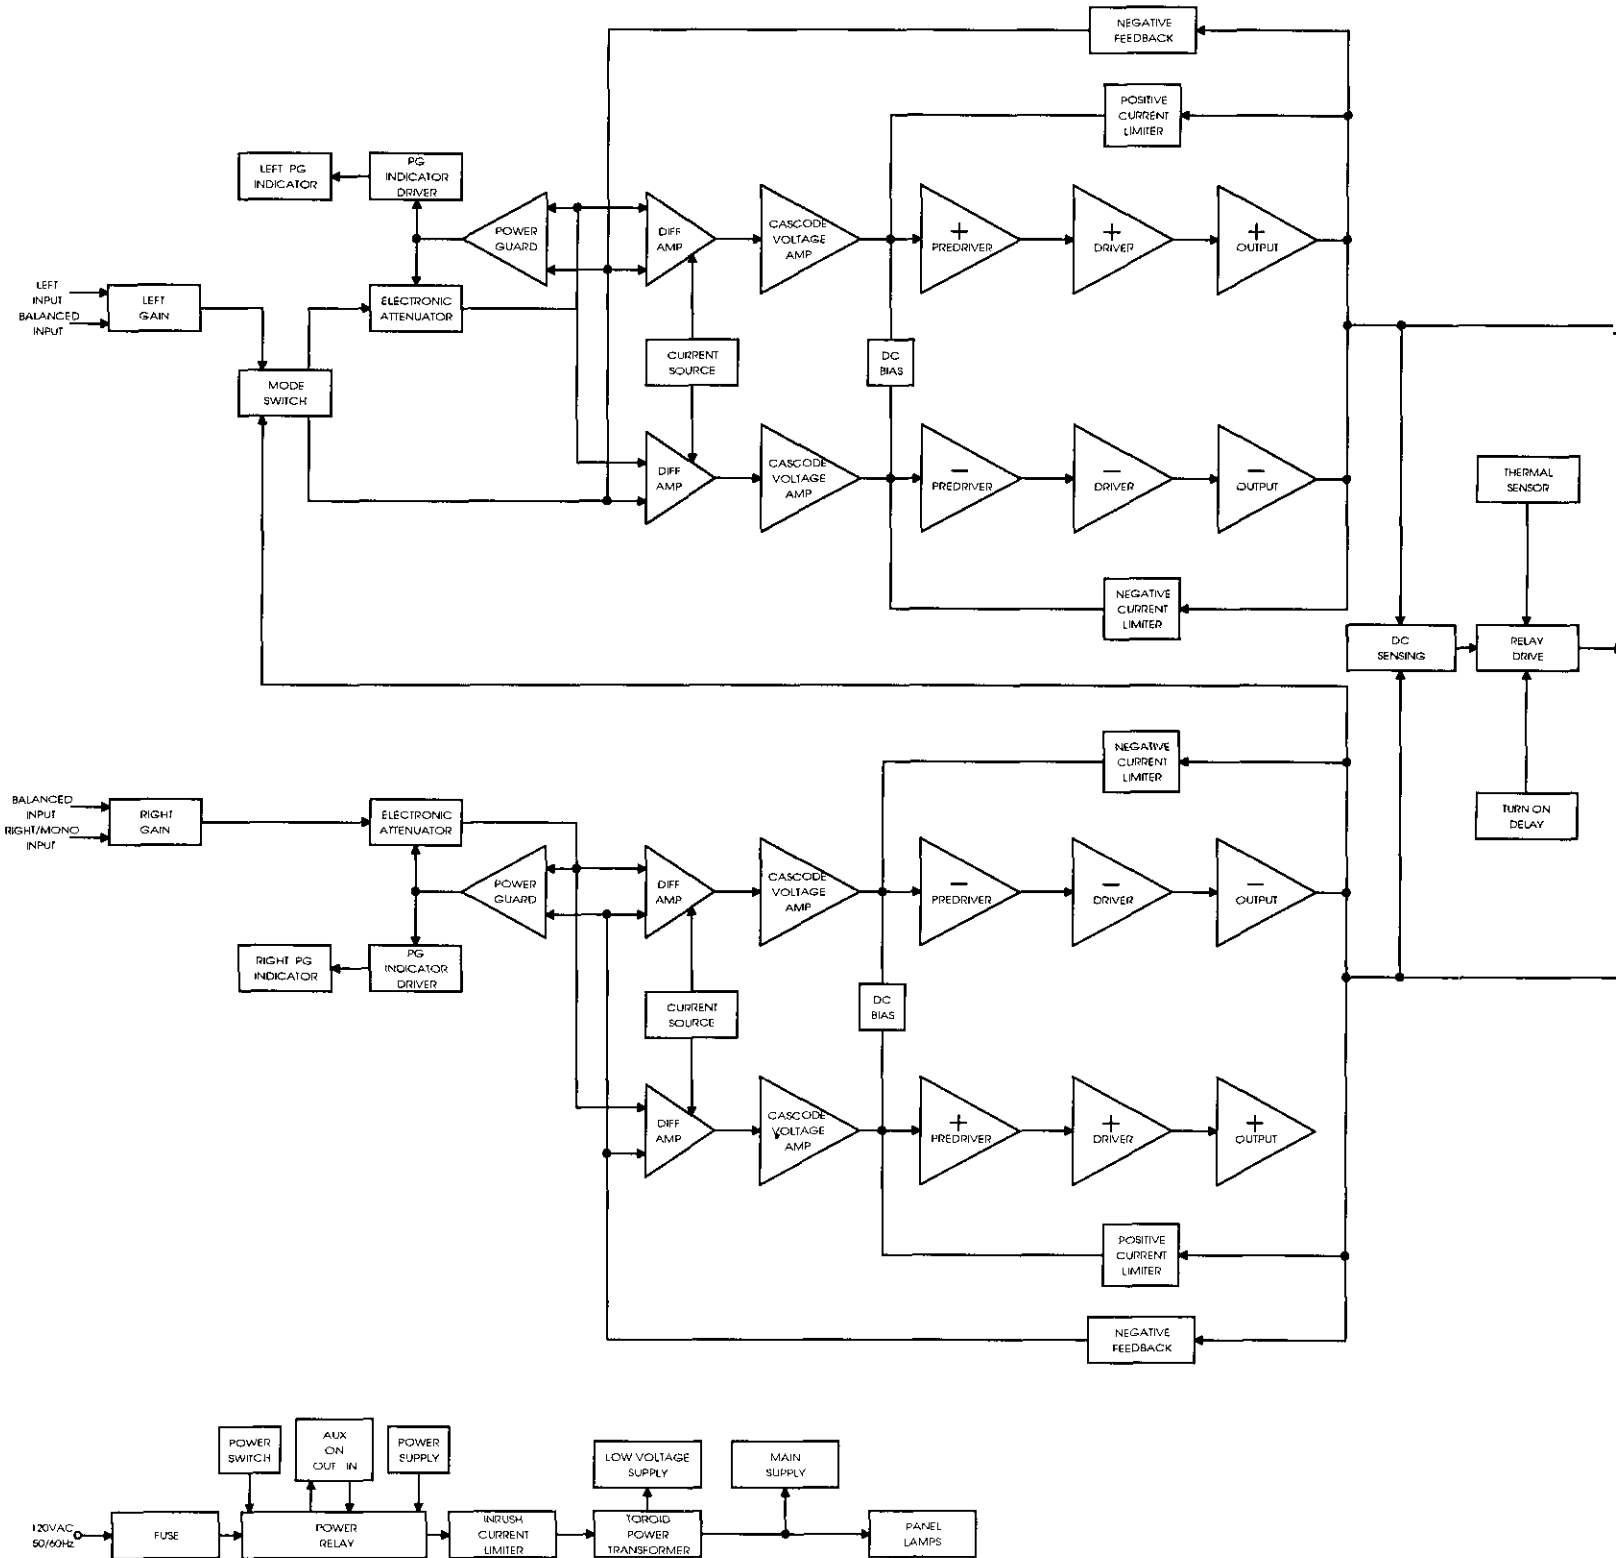 NEGATIVE
FEEDBACK
POSITIVE
CURRENT
LIMITER
LEFT PG
INDICATOR
PG
INDICATOR
DRIVER
POWER
GUARD
DIFF
AMP
CASCODE
VOLTAGE
AMP
+
PREDRIVER
+
DRIVER
+
OUTPUT
LEFT
INPUT
BALANCED
INPUT
LEFT
GAIN
ELECTRONIC
ATTENUATOR
MODE
SWITCH
CURRENT
SOURCE
DC
BIAS
DIFF
AMP
CASCODE
VOLTAGE
AMP
−
PREDRIVER
−
DRIVER
−
OUTPUT
THERMAL
SENSOR
NEGATIVE
CURRENT
LIMITER
DC
SENSING
RELAY
DRIVE
NEGATIVE
CURRENT
LIMITER
TURN ON
DELAY
BALANCED
INPUT
RIGHT/MONO
INPUT
RIGHT
GAIN
ELECTRONIC
ATTENUATOR
POWER
GUARD
DIFF
AMP
CASCODE
VOLTAGE
AMP
−
PREDRIVER
−
DRIVER
−
OUTPUT
RIGHT PG
INDICATOR
PG
INDICATOR
DRIVER
CURRENT
SOURCE
DC
BIAS
DIFF
AMP
CASCODE
VOLTAGE
AMP
+
PREDRIVER
+
DRIVER
+
OUTPUT
POSITIVE
CURRENT
LIMITER
NEGATIVE
FEEDBACK
POWER
SWITCH
AUX
ON
OUT IN
POWER
SUPPLY
LOW VOLTAGE
SUPPLY
MAIN
SUPPLY
120VAC
50/60Hz
FUSE
POWER
RELAY
INRUSH
CURRENT
LIMITER
TOROID
POWER
TRANSFORMER
PANEL
LAMPS